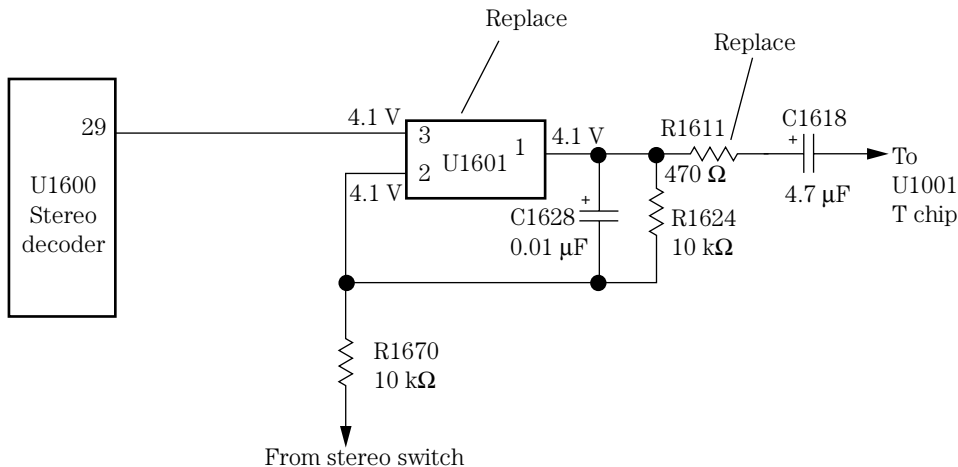 Replace
Replace
29
4.1 V
3
2
4.1 V
U1601
1
4.1 V
R1611
470 Ω
C1618
+
4.7 µF
To
U1001
T chip
U1600
Stereo
decoder
+
C1628
0.01 µF
R1624
10 kΩ
R1670
10 kΩ
From stereo switch